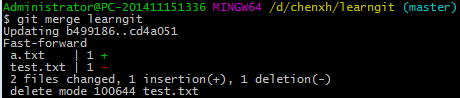 Administrator@PC-201411151336 MINGW64 /d/chenxh/learngit (master)
$ git merge learngit
Updating b499186..cd4a051
Fast-forward
 a.txt    | 1 +
 test.txt | 1 -
 2 files changed, 1 insertion(+), 1 deletion(-)
 delete mode 100644 test.txt